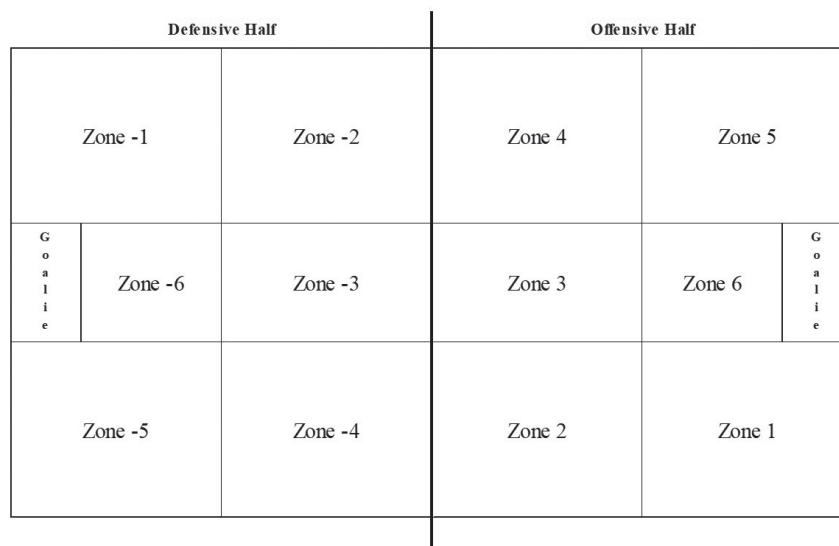 Defensive Half
Offensive Half
Zone -1
Zone -2
Zone 4
Zone 5
Goalie
Zone -6
Zone -3
Zone 3
Zone 6
Goalie
Zone -5
Zone -4
Zone 2
Zone 1